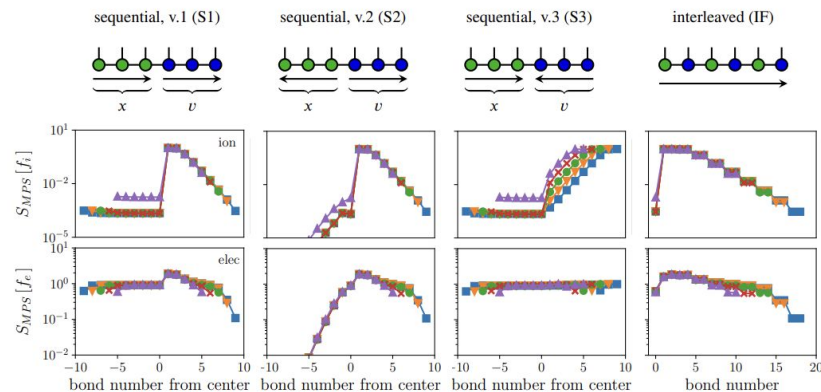 sequential, v.1 (S1) sequential, v.2 (S2) sequential, v.3 (S3) interleaved (IF)
x v x v x v
10^1 ion
10^-2
10^-5
S_MPS [f_i]
10^1 elec
10^0
10^-1
10^-2
S_MPS [f_e]
−10 −5 0 5 10 −10 −5 0 5 10 −10 −5 0 5 10 0 5 10 15 20
bond number from center bond number from center bond number from center bond number